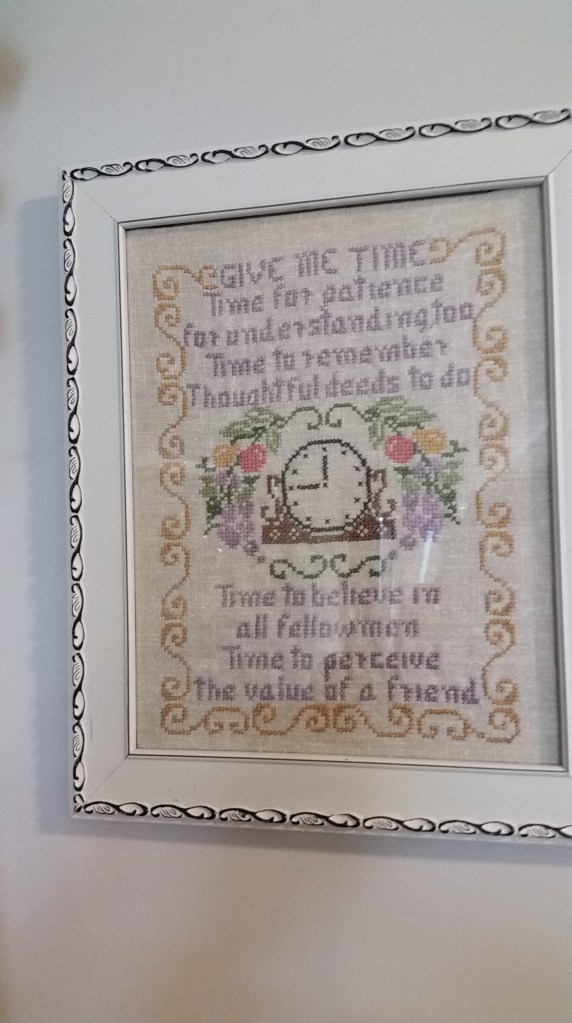 GIVE ME TIME
Time for patience
for understanding, too
Time to remember
Thoughtful deeds to do
Time to believe in
all fellowmen
Time to perceive
the value of a friend